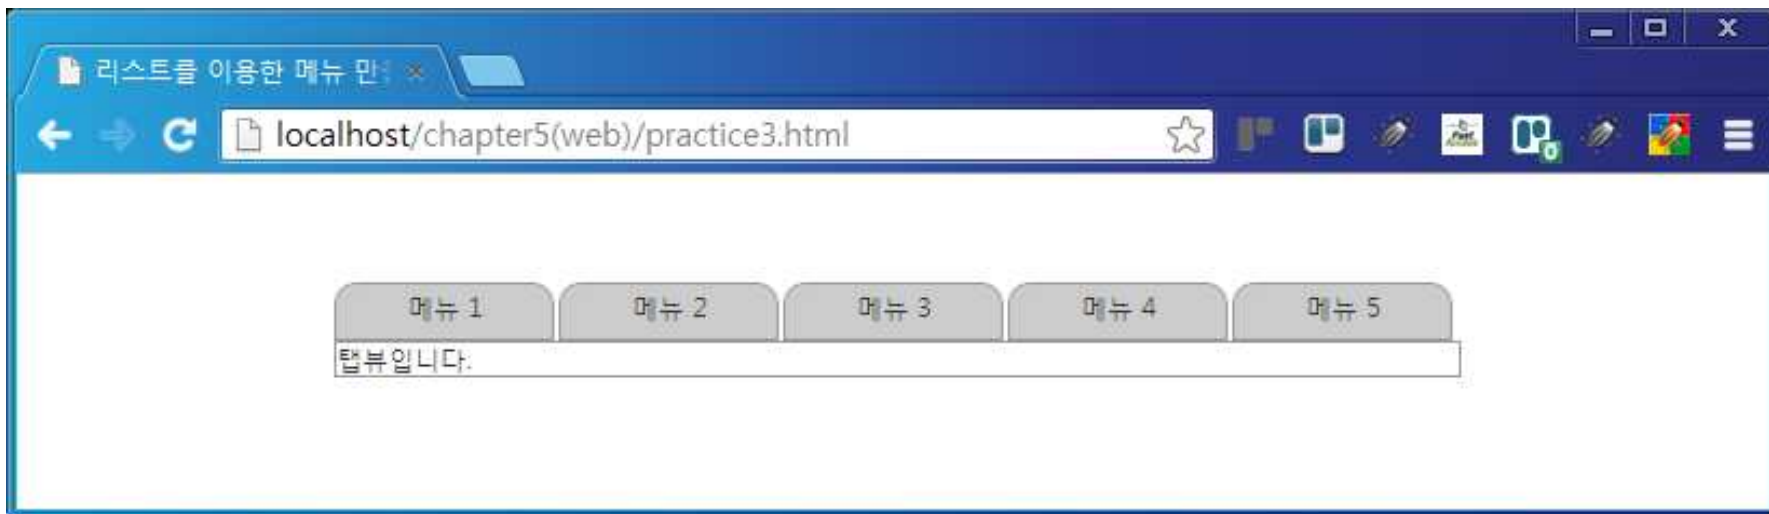 리스트를 이용한 메뉴 만
localhost/chapter5(web)/practice3.html
0
메뉴 1 메뉴 2 메뉴 3 메뉴 4 메뉴 5
탭뷰입니다.